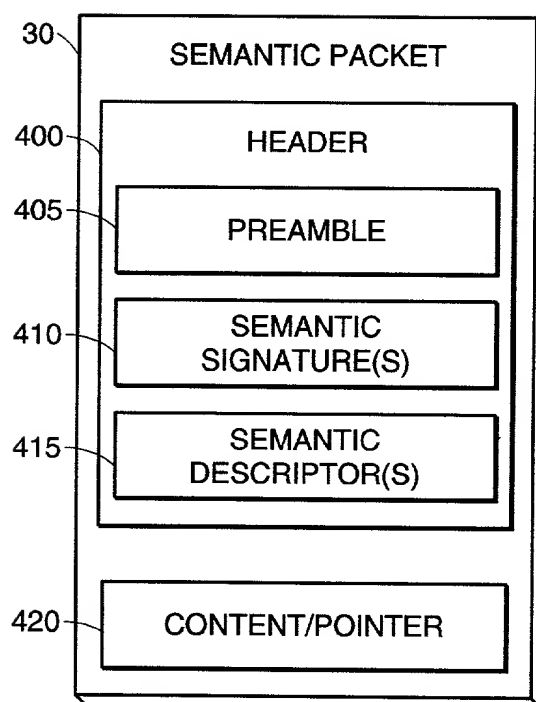 30
SEMANTIC PACKET
400
HEADER
405
PREAMBLE
410
SEMANTIC
SIGNATURE(S)
415
SEMANTIC
DESCRIPTOR(S)
420
CONTENT/POINTER